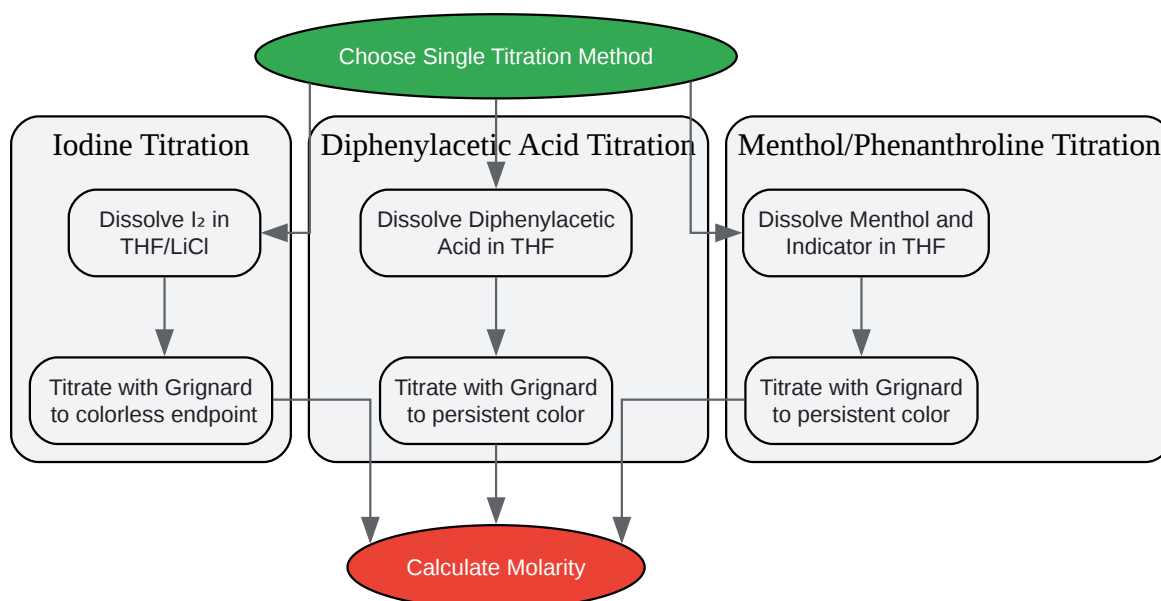 Choose Single Titration Method
Iodine Titration
Dissolve I₂ in
THF/LiCl
Titrate with Grignard
to colorless endpoint
Diphenylacetic Acid Titration
Dissolve Diphenylacetic
Acid in THF
Titrate with Grignard
to persistent color
Menthol/Phenanthroline Titration
Dissolve Menthol and
Indicator in THF
Titrate with Grignard
to persistent color
Calculate Molarity